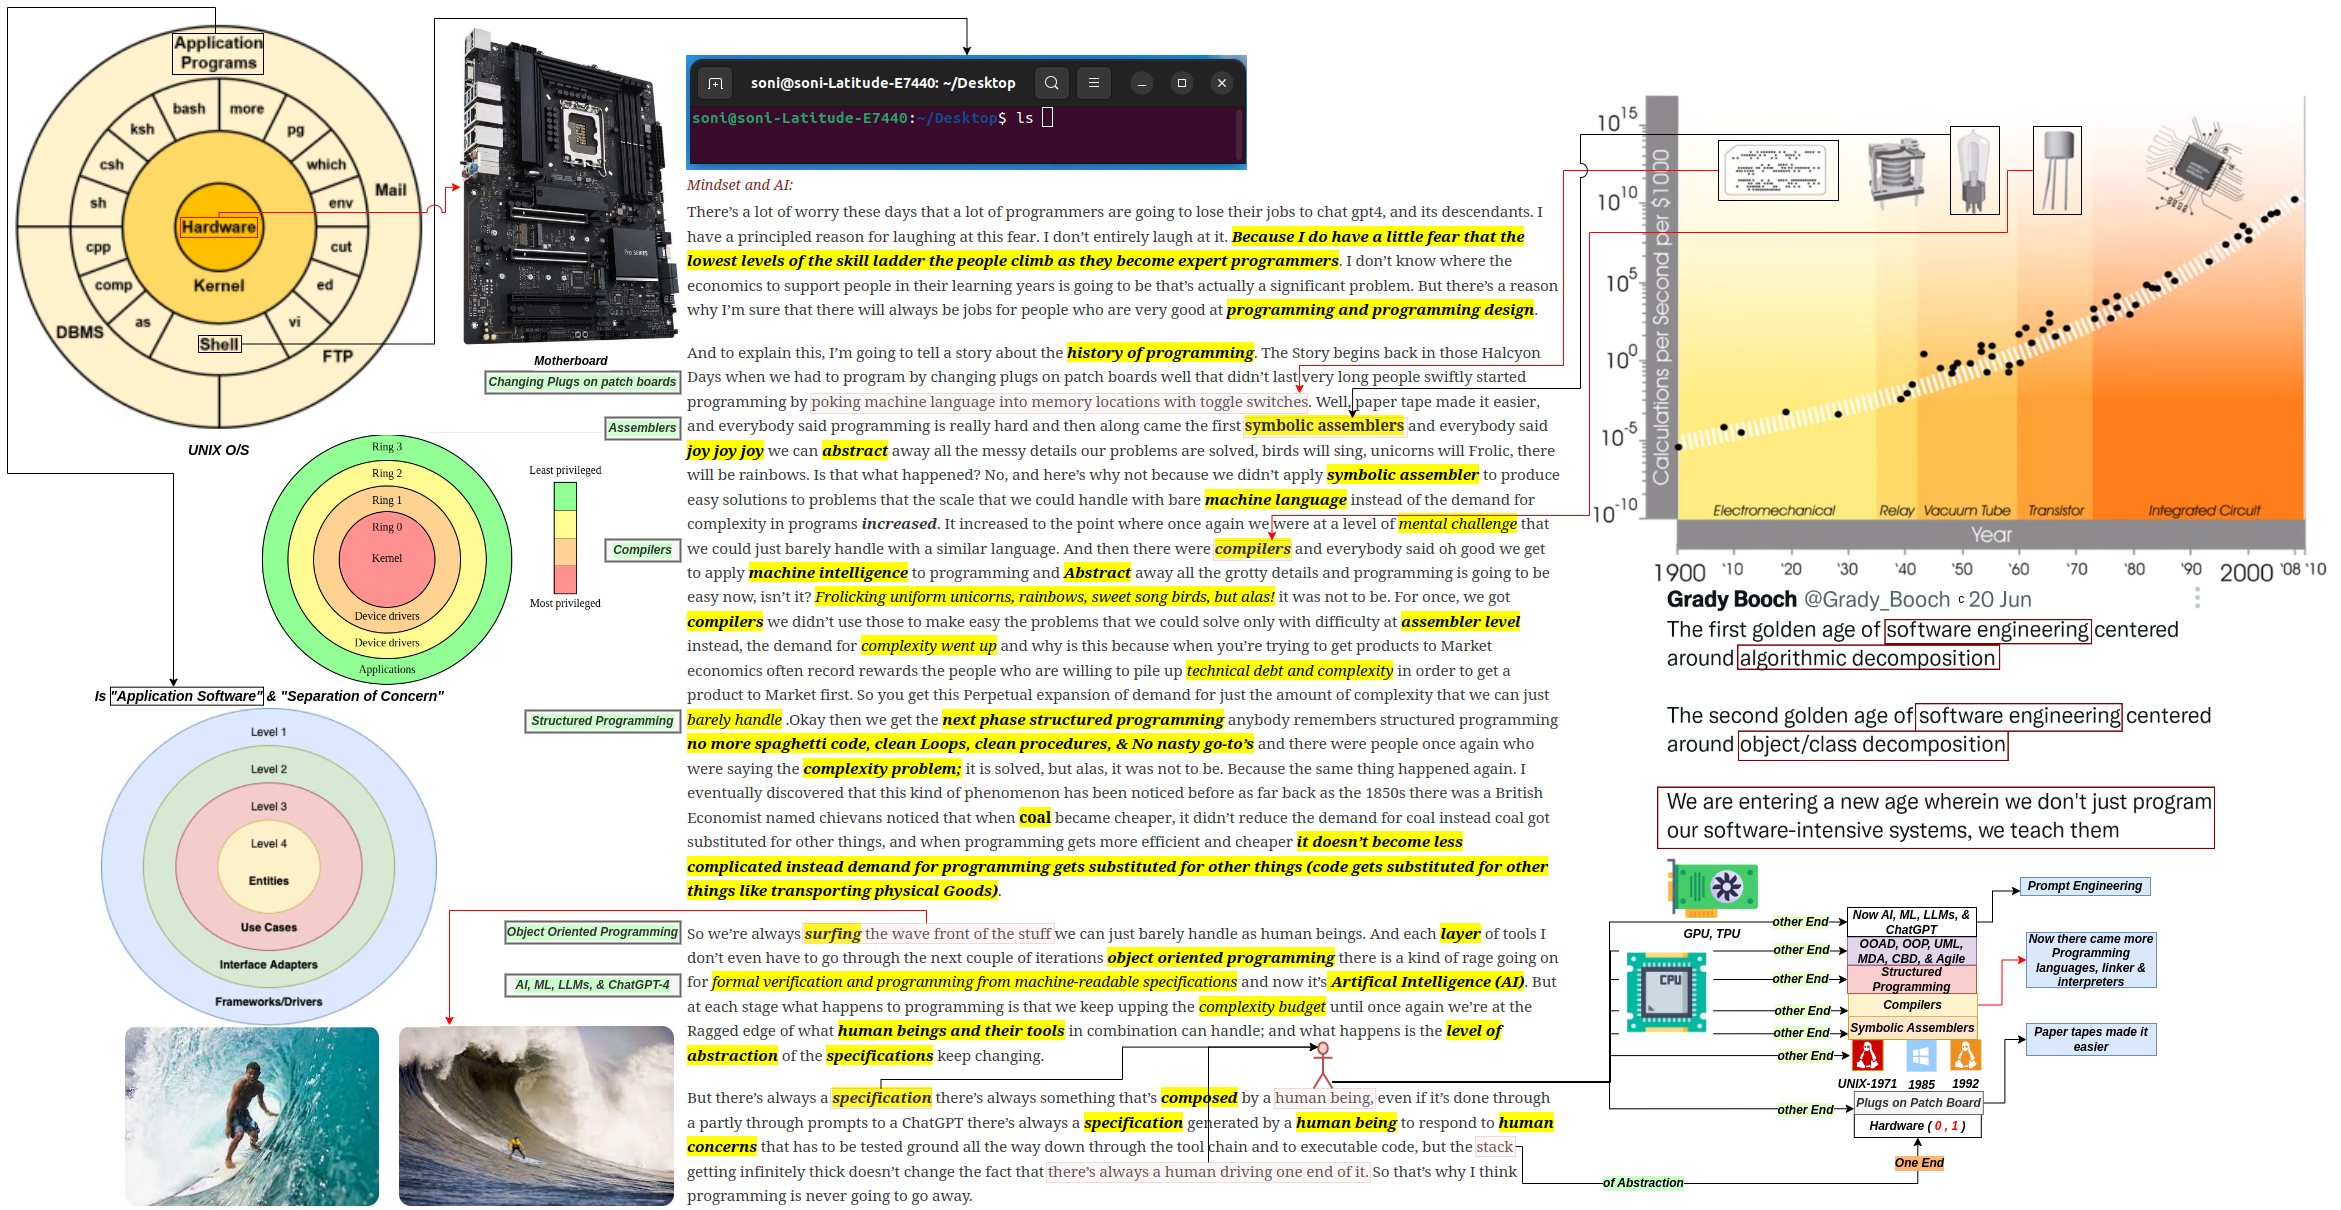 Application
Programs
bash
more
ksh
pg
csh
which
sh
env
Mail
Hardware
cpp
cut
comp
Kernel
ed
as
vi
DBMS
Shell
FTP
UNIX O/S
Motherboard
soni@soni-Latitude-E7440: ~/Desktop
soni@soni-Latitude-E7440:~/Desktop$ ls
Ring 3
Ring 2
Ring 1
Ring 0
Kernel
Device drivers
Device drivers
Applications
Least privileged
Most privileged
Is "Application Software" & "Separation of Concern"
Level 1
Level 2
Level 3
Level 4
Entities
Use Cases
Interface Adapters
Frameworks/Drivers
Changing Plugs on patch boards
Assemblers
Compilers
Structured Programming
Object Oriented Programming
AI, ML, LLMs, & ChatGPT-4
Mindset and AI:
There's a lot of worry these days that a lot of programmers are going to lose their jobs to chat gpt4, and its descendants. I
have a principled reason for laughing at this fear. I don't entirely laugh at it. Because I do have a little fear that the
lowest levels of the skill ladder the people climb as they become expert programmers. I don't know where the
economics to support people in their learning years is going to be that's actually a significant problem. But there's a reason
why I'm sure that there will always be jobs for people who are very good at programming and programming design.
And to explain this, I'm going to tell a story about the history of programming. The Story begins back in those Halcyon
Days when we had to program by changing plugs on patch boards well that didn't last very long people swiftly started
programming by poking machine language into memory locations with toggle switches. Well, paper tape made it easier,
and everybody said programming is really hard and then along came the first symbolic assemblers and everybody said
joy joy joy we can abstract away all the messy details our problems are solved, birds will sing, unicorns will Frolic, there
will be rainbows. Is that what happened? No, and here's why not because we didn't apply symbolic assembler to produce
easy solutions to problems that the scale that we could handle with bare machine language instead of the demand for
complexity in programs increased. It increased to the point where once again we were at a level of mental challenge that
we could just barely handle with a similar language. And then there were compilers and everybody said oh good we get
to apply machine intelligence to programming and Abstract away all the grotty details and programming is going to be
easy now, isn't it? Frolicking uniform unicorns, rainbows, sweet song birds, but alas! it was not to be. For once, we got
compilers we didn't use those to make easy the problems that we could solve only with difficulty at assembler level
instead, the demand for complexity went up and why is this because when you're trying to get products to Market
economics often record rewards the people who are willing to pile up technical debt and complexity in order to get a
product to Market first. So you get this Perpetual expansion of demand for just the amount of complexity that we can just
barely handle .Okay then we get the next phase structured programming anybody remembers structured programming
no more spaghetti code, clean Loops, clean procedures, & No nasty go-to's and there were people once again who
were saying the complexity problem; it is solved, but alas, it was not to be. Because the same thing happened again. I
eventually discovered that this kind of phenomenon has been noticed before as far back as the 1850s there was a British
Economist named chievans noticed that when coal became cheaper, it didn't reduce the demand for coal instead coal got
substituted for other things, and when programming gets more efficient and cheaper it doesn't become less
complicated instead demand for programming gets substituted for other things (code gets substituted for other
things like transporting physical Goods).
So we're always surfing the wave front of the stuff we can just barely handle as human beings. And each layer of tools I
don't even have to go through the next couple of iterations object oriented programming there is a kind of rage going on
for formal verification and programming from machine-readable specifications and now it's Artifical Intelligence (AI). But
at each stage what happens to programming is that we keep upping the complexity budget until once again we're at the
Ragged edge of what human beings and their tools in combination can handle; and what happens is the level of
abstraction of the specifications keep changing.
But there's always a specification there's always something that's composed by a human being, even if it's done through
a partly through prompts to a ChatGPT there's always a specification generated by a human being to respond to human
concerns that has to be tested ground all the way down through the tool chain and to executable code, but the stack
getting infinitely thick doesn't change the fact that there's always a human driving one end of it. So that's why I think
programming is never going to go away.
Calculations per Second per $1000
10^15
10^10
10^5
10^0
10^-5
10^-10
Electromechanical
Relay
Vacuum Tube
Transistor
Integrated Circuit
Year
1900 '10 '20 '30 '40 '50 '60 '70 '80 '90 2000 '08 '10
Grady Booch @Grady_Booch c 20 Jun
The first golden age of software engineering centered
around algorithmic decomposition
The second golden age of software engineering centered
around object/class decomposition
We are entering a new age wherein we don't just program
our software-intensive systems, we teach them
GPU, TPU
CPU
other End
Now AI, ML, LLMs, &
ChatGPT
Prompt Engineering
other End
OOAD, OOP, UML,
MDA, CBD, & Agile
other End
Structured
Programming
Now there came more
Programming
languages, linker &
interpreters
other End
Compilers
other End
Symbolic Assemblers
other End
UNIX-1971
1985
1992
Paper tapes made it
easier
other End
Plugs on Patch Board
Hardware ( 0 , 1 )
One End
of Abstraction